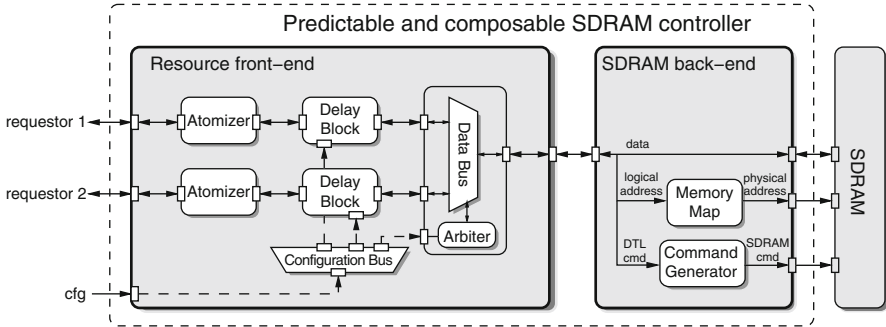 Predictable and composable SDRAM controller
Resource front−end
SDRAM back−end
requestor 1
Atomizer
Delay
Block
Data Bus
data
SDRAM
requestor 2
Atomizer
Delay
Block
logical
address
Memory
Map
physical
address
Arbiter
Configuration Bus
DTL
cmd
Command
Generator
SDRAM
cmd
cfg